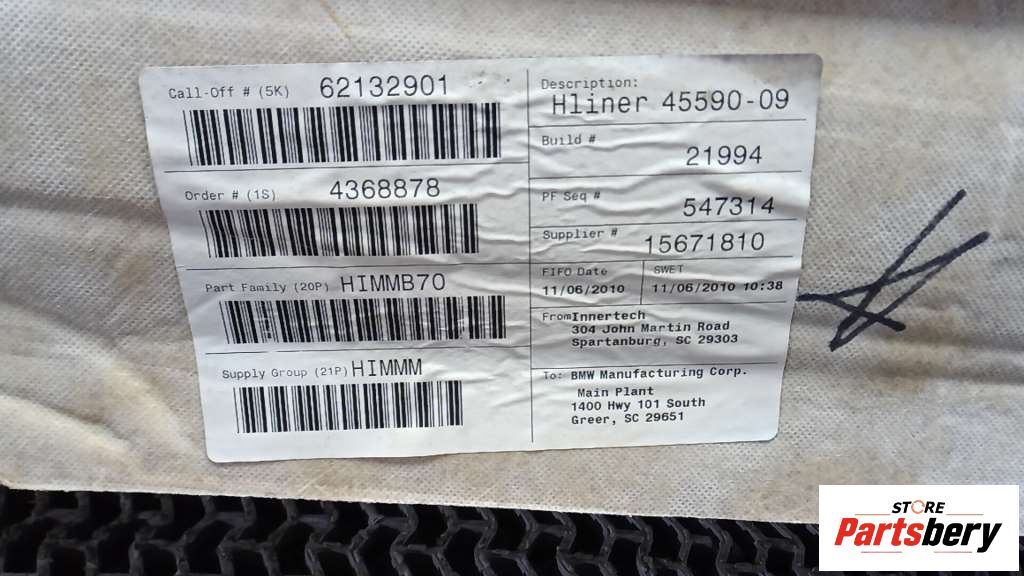 Call-Off # (5K) 62132901
Order # (1S) 4368878
Part Family (20P) HIMMB70
Supply Group (21P) HIMMM
Description:
Hliner 45590-09
Build #
21994
PF Seq #
547314
Supplier #
15671810
FIFO Date
11/06/2010
SWET
11/06/2010 10:38
From Innertech
304 John Martin Road
Spartanburg, SC 29303
To: BMW Manufacturing Corp.
Main Plant
1400 Hwy 101 South
Greer, SC 29651
STORE
Partsbery